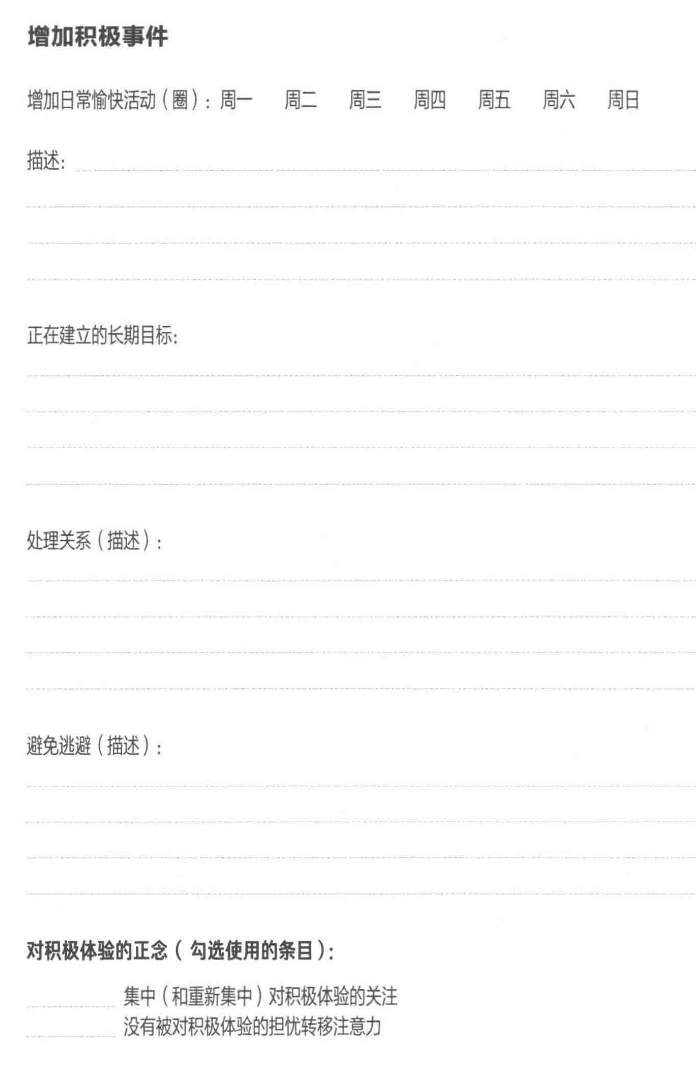 增加积极事件
增加日常愉快活动（圈）：周一 周二 周三 周四 周五 周六 周日
描述：
正在建立的长期目标：
处理关系（描述）：
避免逃避（描述）：
对积极体验的正念（勾选使用的条目）：
集中（和重新集中）对积极体验的关注
没有被对积极体验的担忧转移注意力